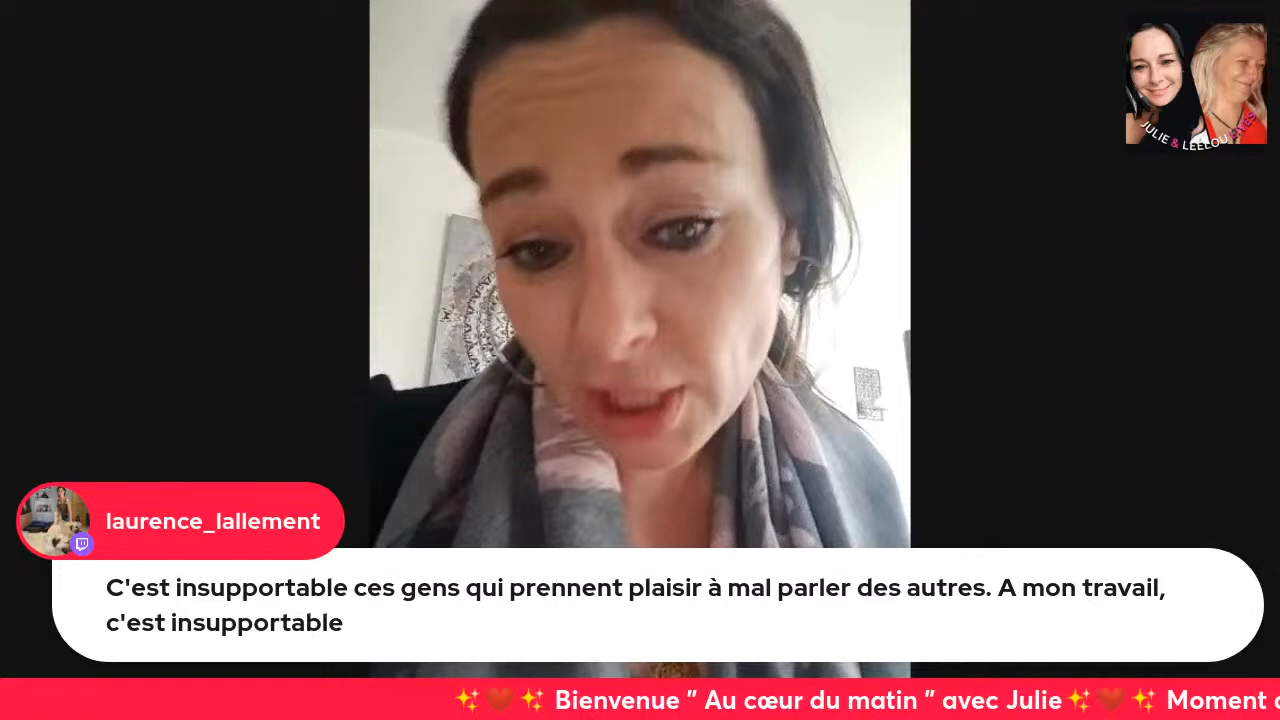 JULIE & LEELOU LIVES
laurence_lallement
C'est insupportable ces gens qui prennent plaisir à mal parler des autres. A mon travail,
c'est insupportable
✨❤✨ Bienvenue " Au cœur du matin " avec Julie✨❤✨ Moment